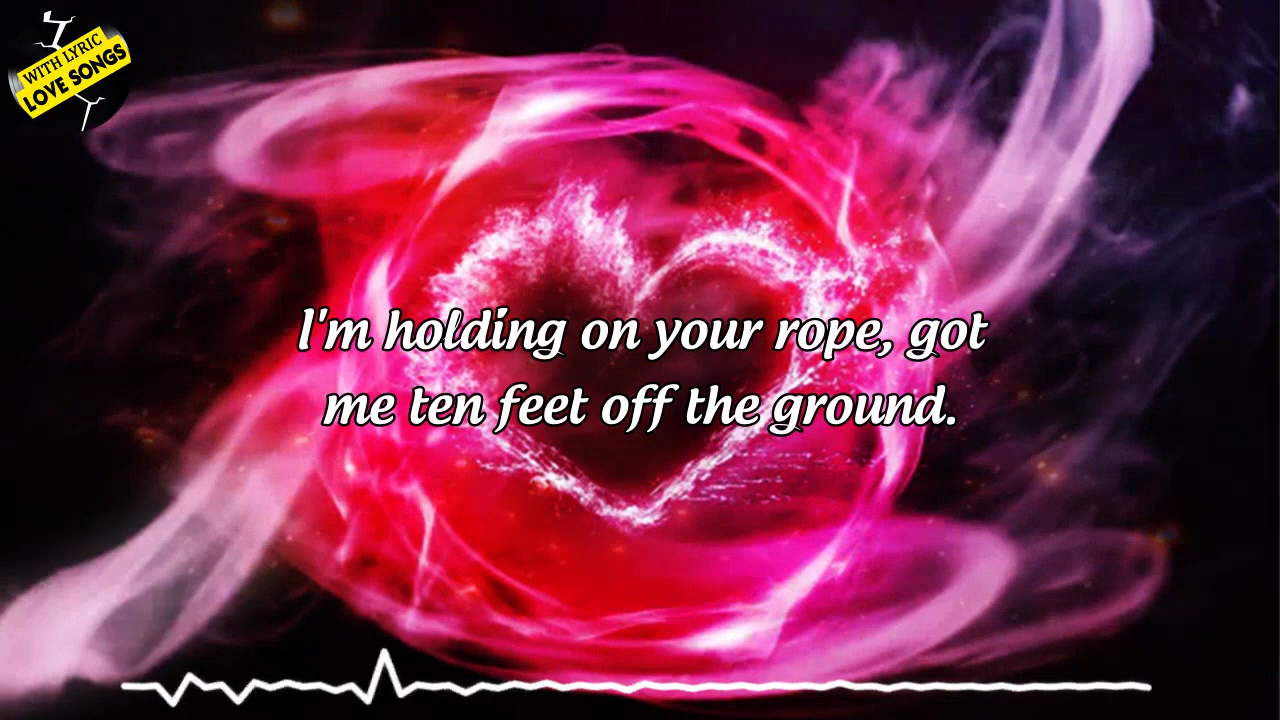 WITH LYRIC
LOVE SONGS
I'm holding on your rope, got
me ten feet off the ground.